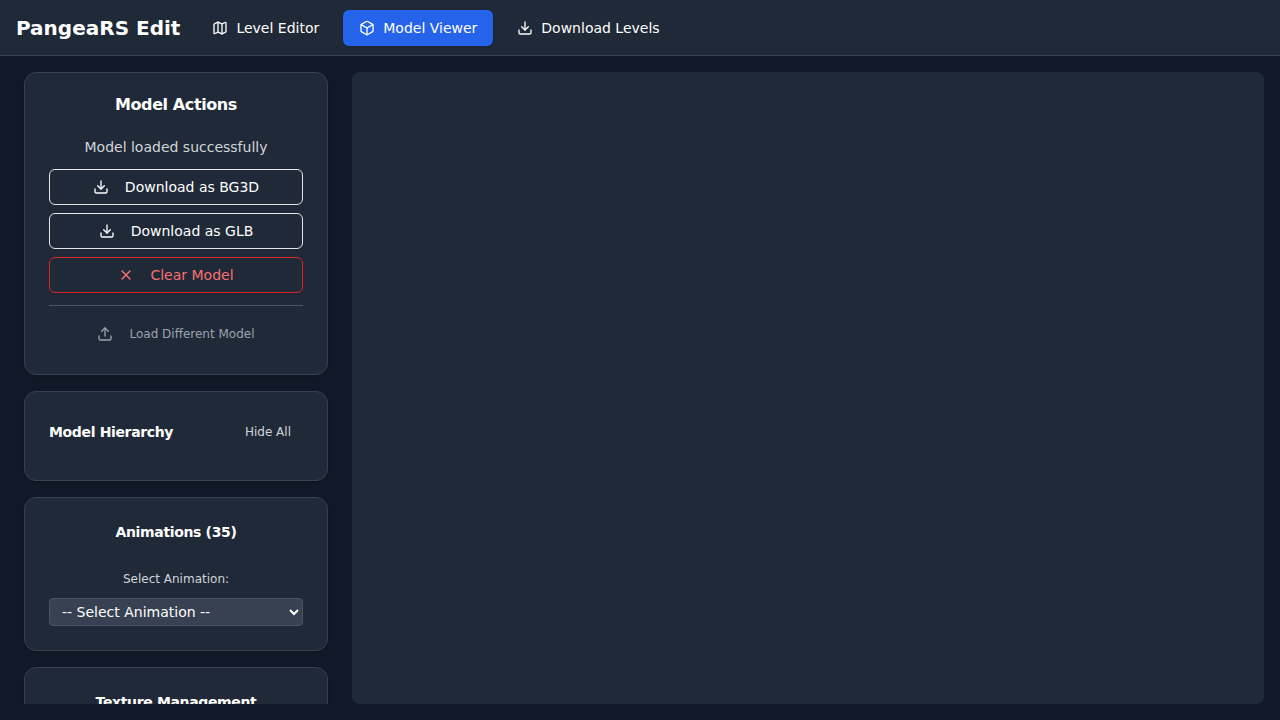 PangeaRS Edit
Level Editor
Model Viewer
Download Levels
Model Actions
Model loaded successfully
Download as BG3D
Download as GLB
Clear Model
Load Different Model
Model Hierarchy
Hide All
Animations (35)
Select Animation:
-- Select Animation --
Texture Management